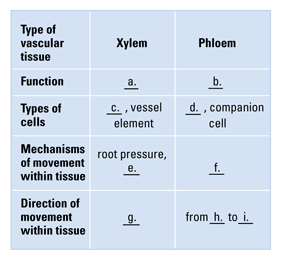 Type of
vascular
tissue
Xylem
Phloem
Function
a.
b.
Types of
cells
c. , vessel
element
d. , companion
cell
Mechanisms
of movement
within tissue
root pressure,
e.
f.
Direction of
movement
within tissue
g.
from h. to i.